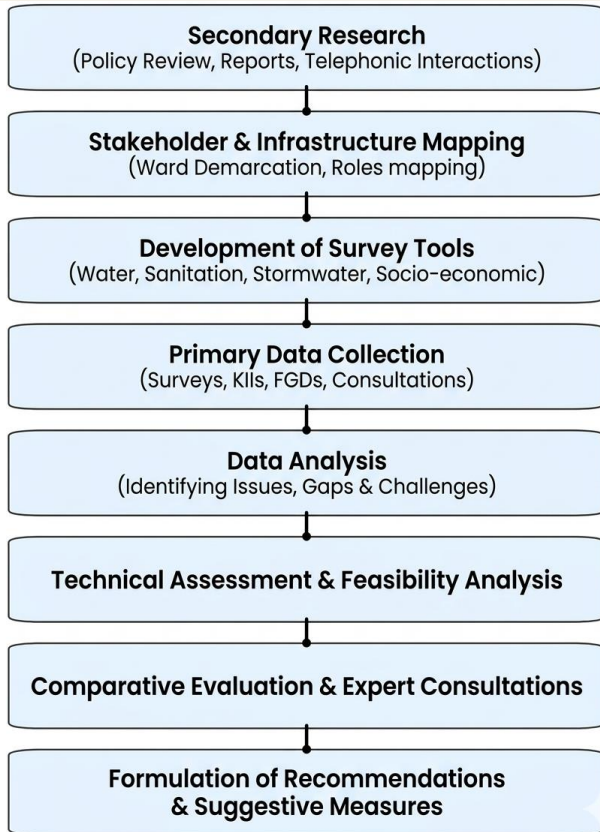 Secondary Research
(Policy Review, Reports, Telephonic Interactions)
Stakeholder & Infrastructure Mapping
(Ward Demarcation, Roles mapping)
Development of Survey Tools
(Water, Sanitation, Stormwater, Socio-economic)
Primary Data Collection
(Surveys, KIIs, FGDs, Consultations)
Data Analysis
(Identifying Issues, Gaps & Challenges)
Technical Assessment & Feasibility Analysis
Comparative Evaluation & Expert Consultations
Formulation of Recommendations
& Suggestive Measures